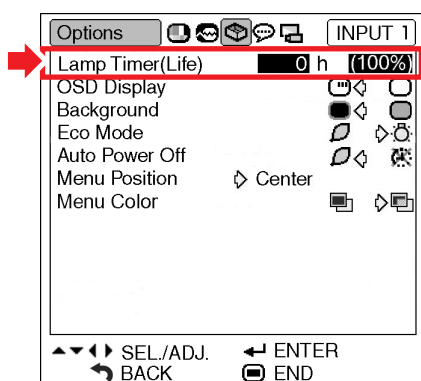 Options INPUT 1
Lamp Timer(Life) 0 h (100%)
OSD Display
Background
Eco Mode
Auto Power Off
Menu Position Center
Menu Color
SEL./ADJ. ENTER
BACK END